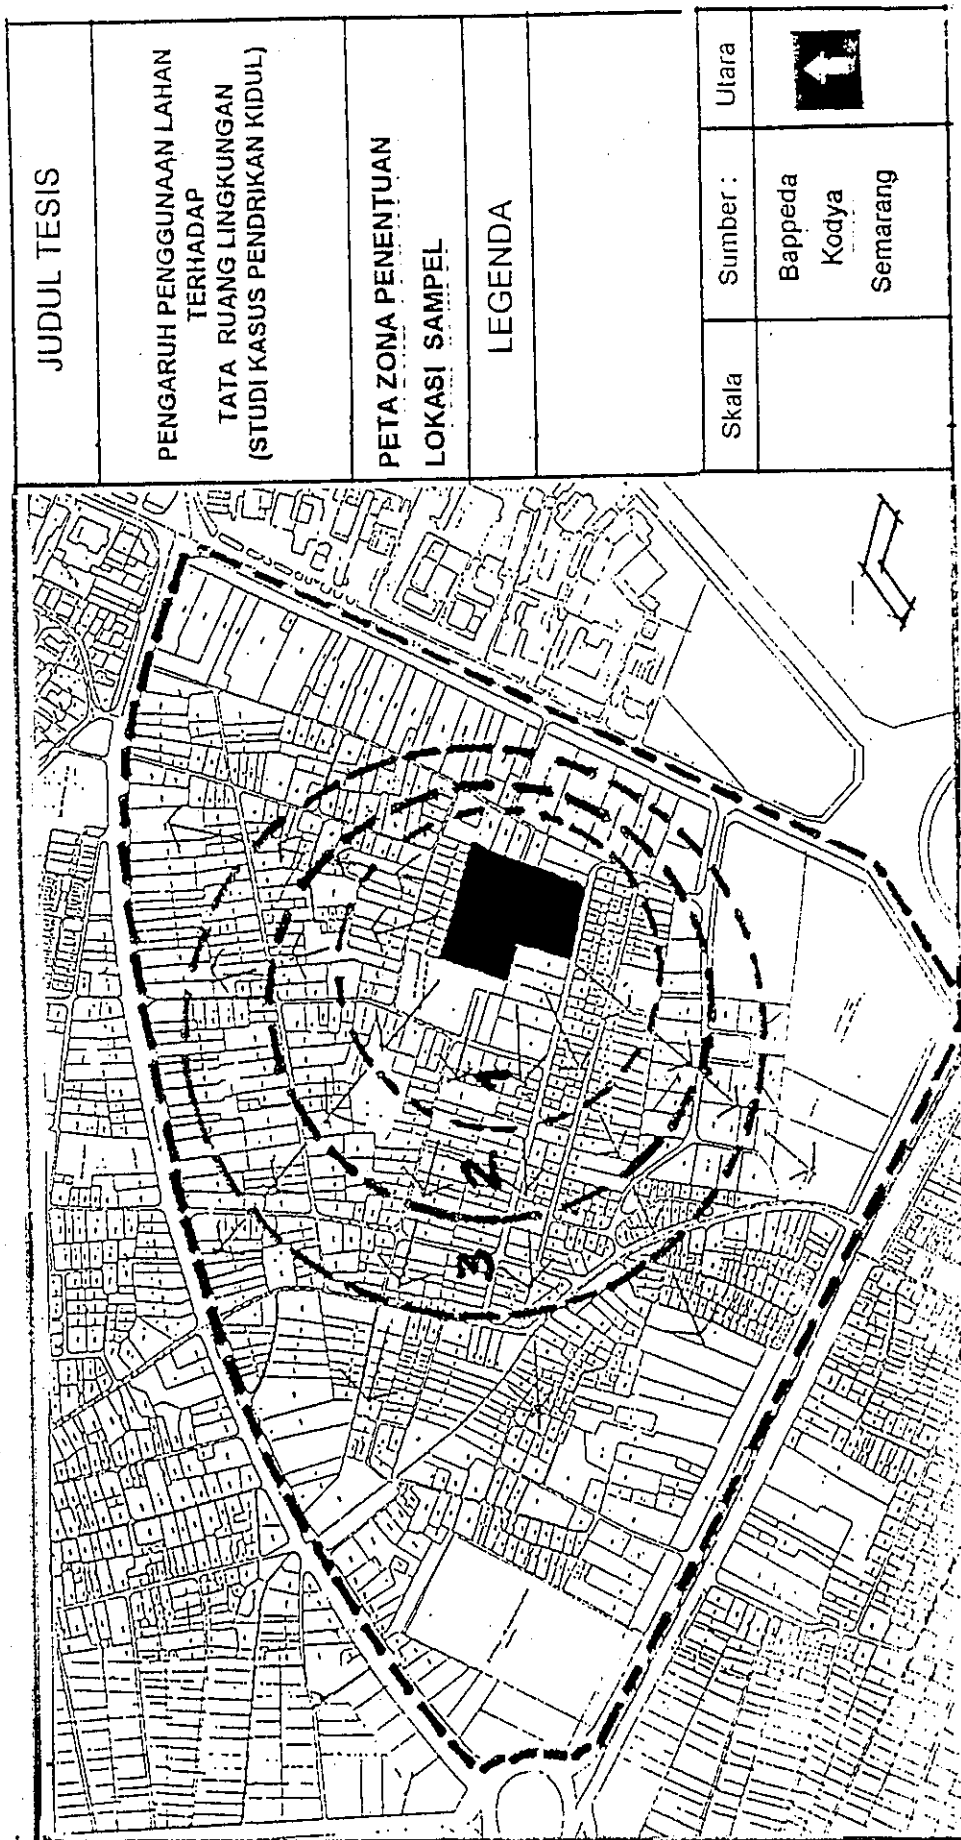 JUDUL TESIS
PENGARUH PENGGUNAAN LAHAN
TERHADAP
TATA RUANG LINGKUNGAN
(STUDI KASUS PENDRIKAN KIDUL)
PETA ZONA PENENTUAN
LOKASI SAMPEL
LEGENDA
Skala
Sumber :
Utara
Bappeda
Kodya
Semarang
1
2
3